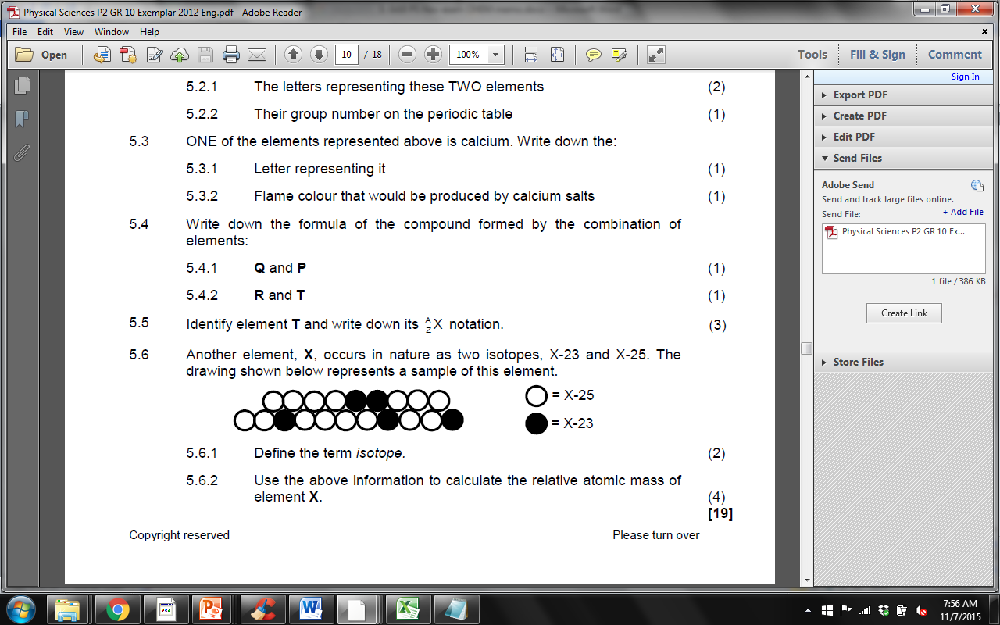 Physical Sciences P2 GR 10 Exemplar 2012 Eng.pdf - Adobe Reader
File Edit View Window Help
Open 10 / 18 100% Tools Fill & Sign Comment
5.2.1 The letters representing these TWO elements (2)
5.2.2 Their group number on the periodic table (1)
5.3 ONE of the elements represented above is calcium. Write down the:
5.3.1 Letter representing it (1)
5.3.2 Flame colour that would be produced by calcium salts (1)
5.4 Write down the formula of the compound formed by the combination of
elements:
5.4.1 Q and P (1)
5.4.2 R and T (1)
5.5 Identify element T and write down its A Z X notation. (3)
5.6 Another element, X, occurs in nature as two isotopes, X-23 and X-25. The
drawing shown below represents a sample of this element.
= X-25
= X-23
5.6.1 Define the term isotope. (2)
5.6.2 Use the above information to calculate the relative atomic mass of
element X. (4)
[19]
Copyright reserved Please turn over
Sign In
Export PDF
Create PDF
Edit PDF
Send Files
Adobe Send
Send and track large files online.
Send File: + Add File
Physical Sciences P2 GR 10 Ex...
1 file / 386 KB
Create Link
Store Files
7:56 AM
11/7/2015